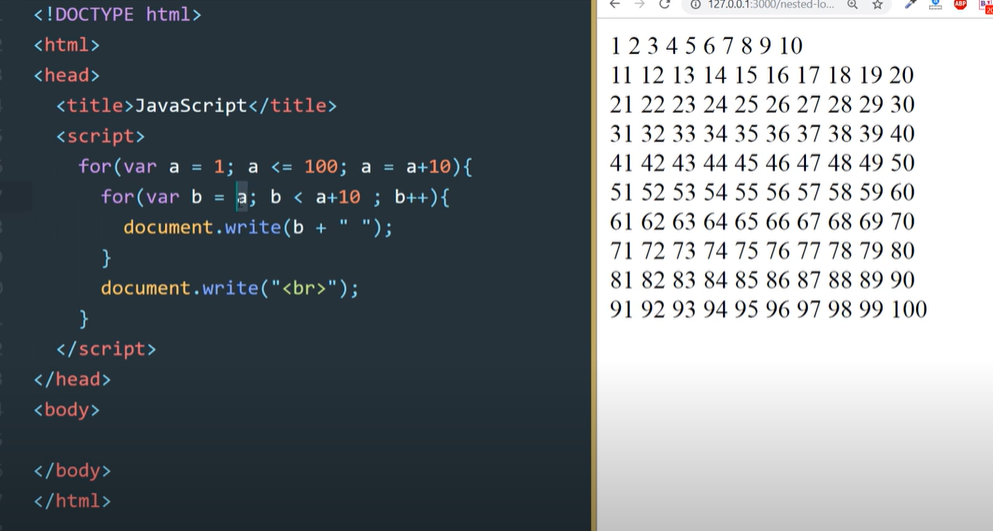 <!DOCTYPE html>
<html>
<head>
<title>JavaScript</title>
<script>
for(var a = 1; a <= 100; a = a+10){
for(var b = a; b < a+10 ; b++){
document.write(b + " ");
}
document.write("<br>");
}
</script>
</head>
<body>
</body>
</html>
127.0.0.1:3000/nested-lo...
ABP
1 2 3 4 5 6 7 8 9 10
11 12 13 14 15 16 17 18 19 20
21 22 23 24 25 26 27 28 29 30
31 32 33 34 35 36 37 38 39 40
41 42 43 44 45 46 47 48 49 50
51 52 53 54 55 56 57 58 59 60
61 62 63 64 65 66 67 68 69 70
71 72 73 74 75 76 77 78 79 80
81 82 83 84 85 86 87 88 89 90
91 92 93 94 95 96 97 98 99 100